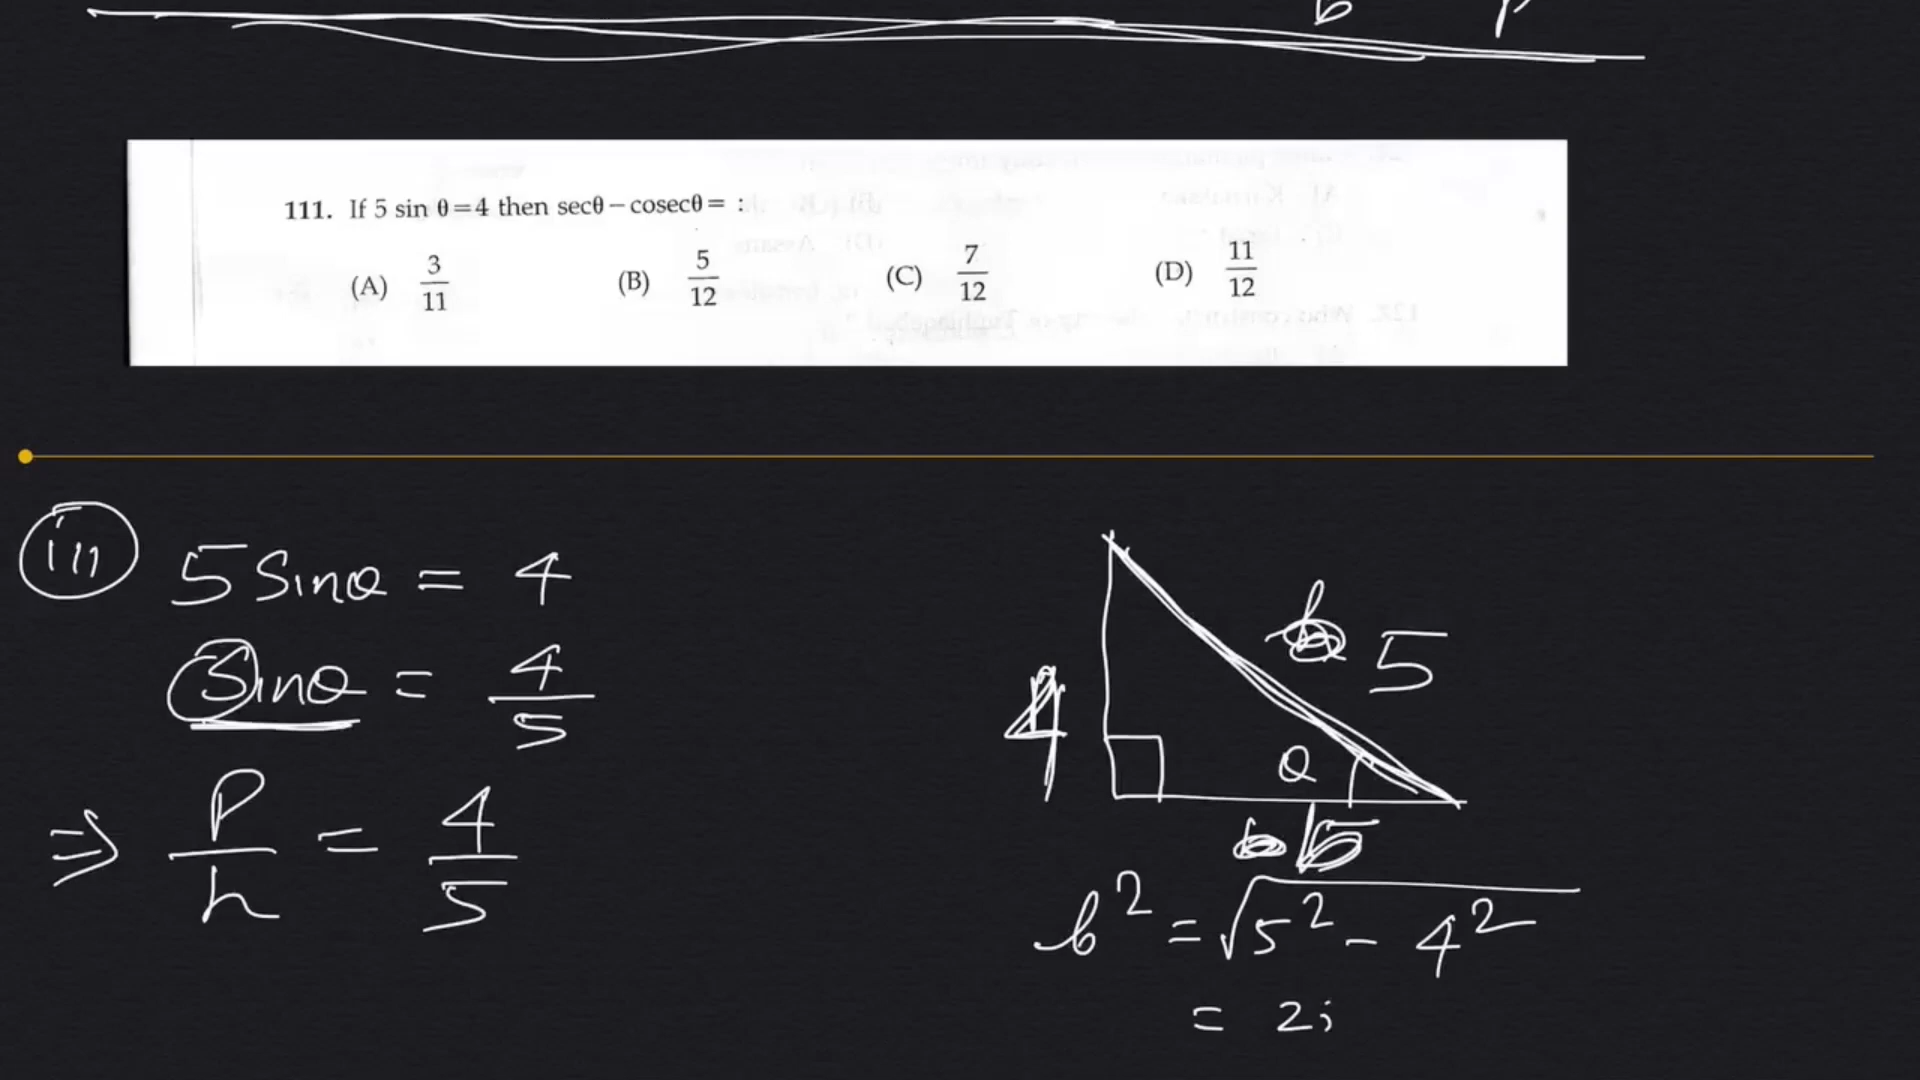 b p
111. If 5 sin θ=4 then secθ – cosecθ= :
(A) 3/11 (B) 5/12 (C) 7/12 (D) 11/12
111 5 Sinθ = 4
Sinθ = 4/5
⇒ p/h = 4/5
4 h 5
θ
b
b² = √5² - 4²
= 2